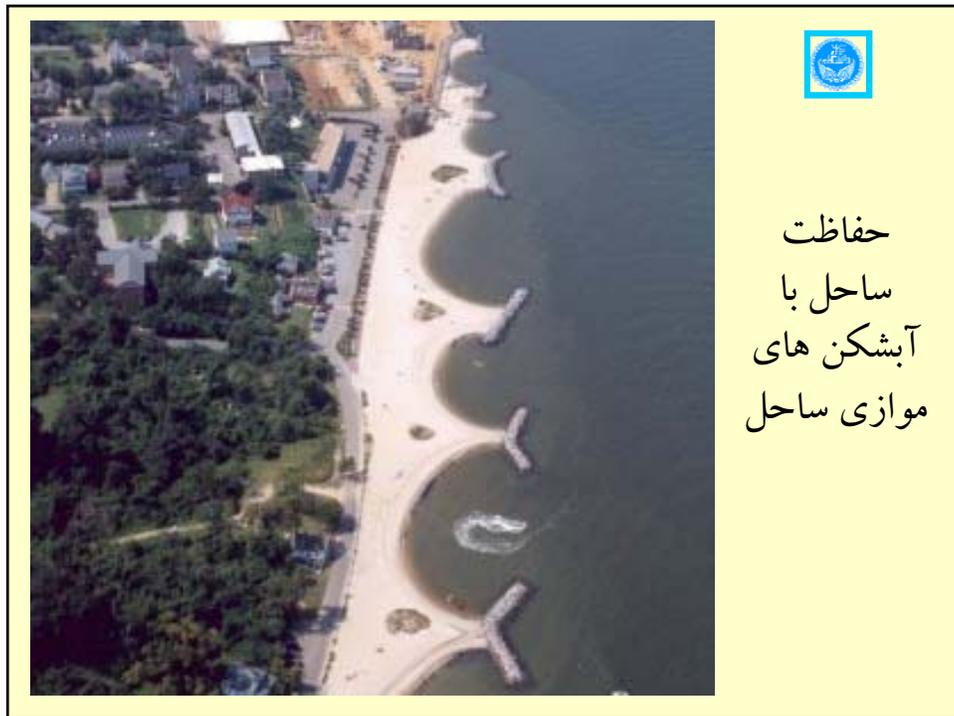 حفاظت
ساحل با
آبشکن های
موازی ساحل